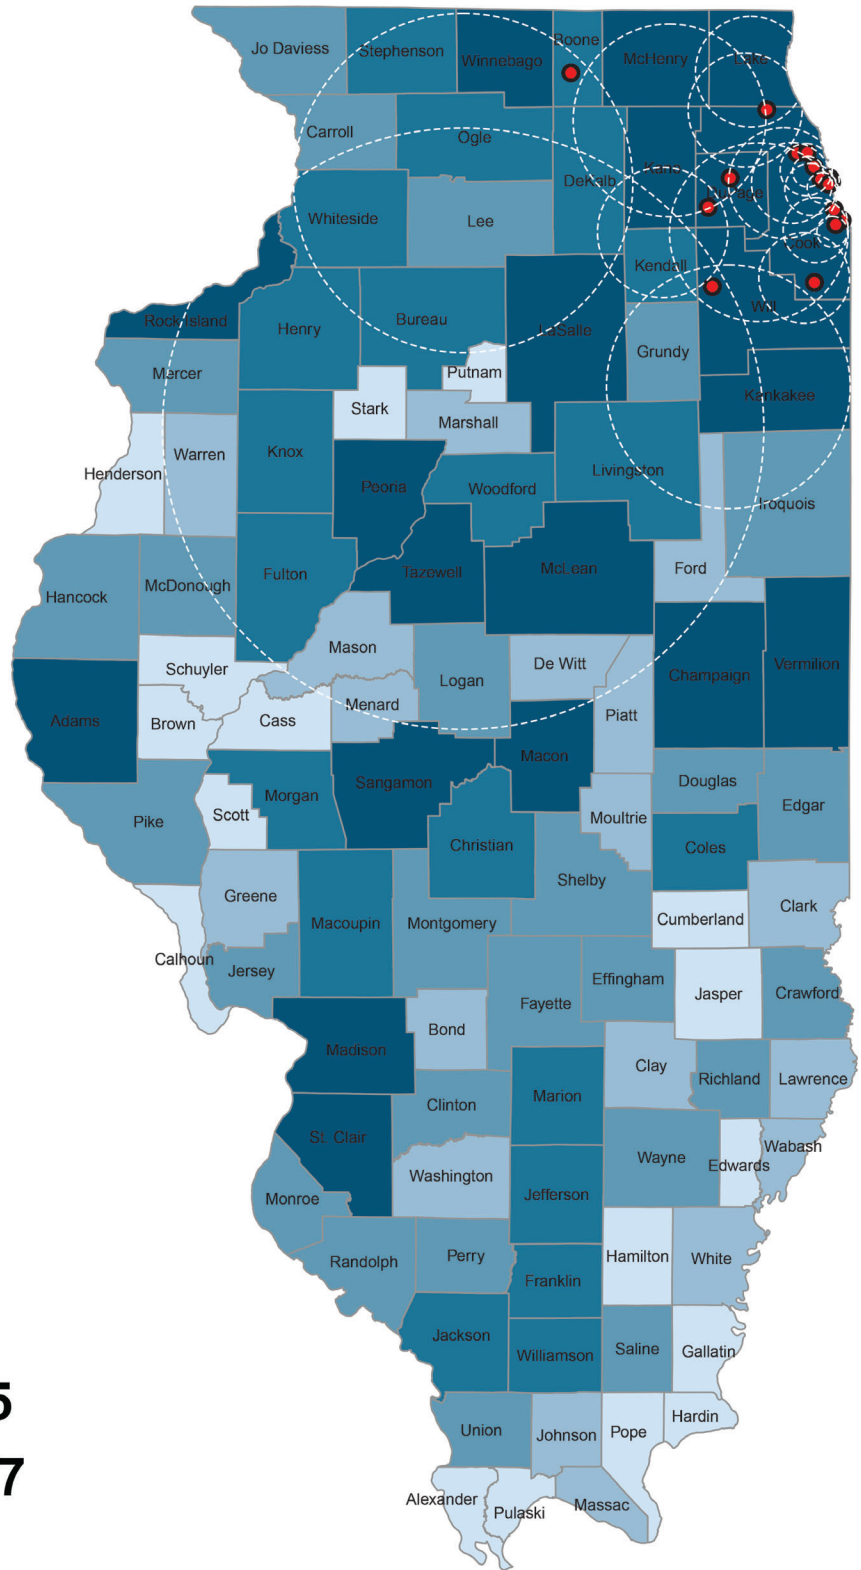 Jo Daviess
Stephenson
Winnebago
Boone
McHenry
Lake
Carroll
Ogle
DeKalb
Kane
DuPage
Cook
Whiteside
Lee
Kendall
Will
Rock Island
Henry
Bureau
LaSalle
Grundy
Kankakee
Mercer
Putnam
Stark
Marshall
Henderson
Warren
Knox
Peoria
Woodford
Livingston
Iroquois
Hancock
McDonough
Fulton
Tazewell
McLean
Ford
Schuyler
Mason
Logan
De Witt
Champaign
Vermilion
Adams
Brown
Cass
Menard
Piatt
Macon
Sangamon
Pike
Scott
Morgan
Christian
Moultrie
Douglas
Edgar
Coles
Greene
Macoupin
Montgomery
Shelby
Cumberland
Clark
Calhoun
Jersey
Fayette
Effingham
Jasper
Crawford
Madison
Bond
Clay
Richland
Lawrence
Marion
Clinton
St. Clair
Washington
Wayne
Edwards
Wabash
Monroe
Jefferson
Randolph
Perry
Hamilton
White
Franklin
Jackson
Williamson
Saline
Gallatin
5
Union
Johnson
Pope
Hardin
7
Alexander
Pulaski
Massac